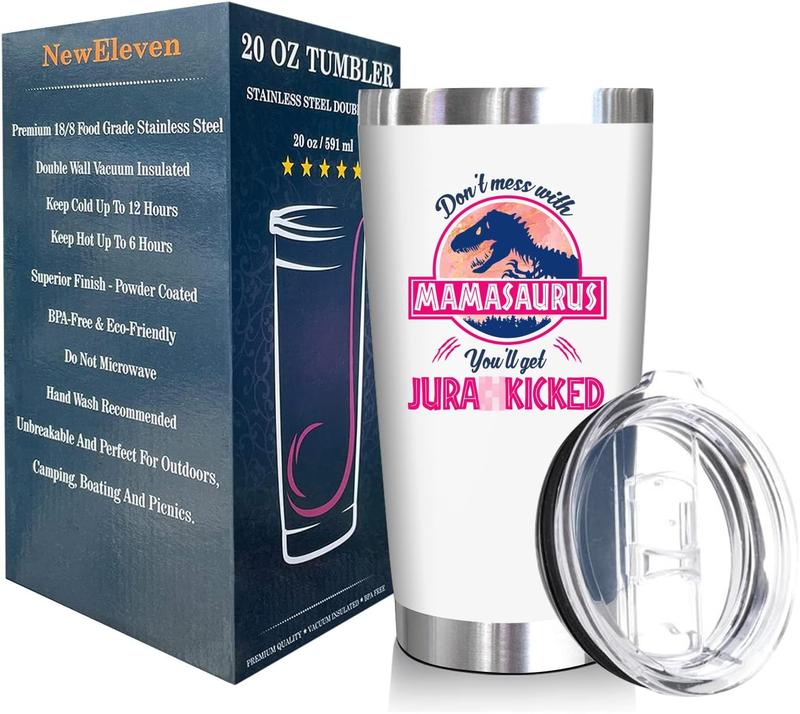 NewEleven
Premium 18/8 Food Grade Stainless Steel
Double Wall Vacuum Insulated
Keep Cold Up To 12 Hours
Keep Hot Up To 6 Hours
Superior Finish - Powder Coated
BPA-Free & Eco-Friendly
Do Not Microwave
Hand Wash Recommended
Unbreakable And Perfect For Outdoors,
Camping, Boating And Picnics.
20 OZ TUMBLER
STAINLESS STEEL
20 oz / 591 ml
PREMIUM QUALITY * VACUUM INSULATED * BPA FREE
Don't mess with
MAMASAURUS
You'll get
JURA KICKED